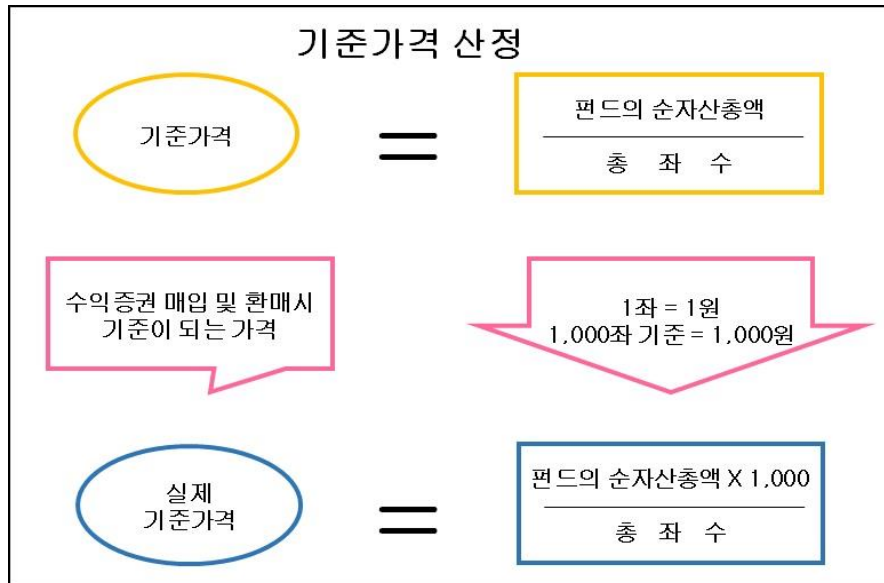 기준가격 산정
기준가격
=
펀드의 순자산총액
총 좌 수
수익증권 매입 및 환매시
기준이 되는 가격
1좌 = 1원
1,000좌 기준 = 1,000원
실제
기준가격
=
펀드의 순자산총액 X 1,000
총 좌 수